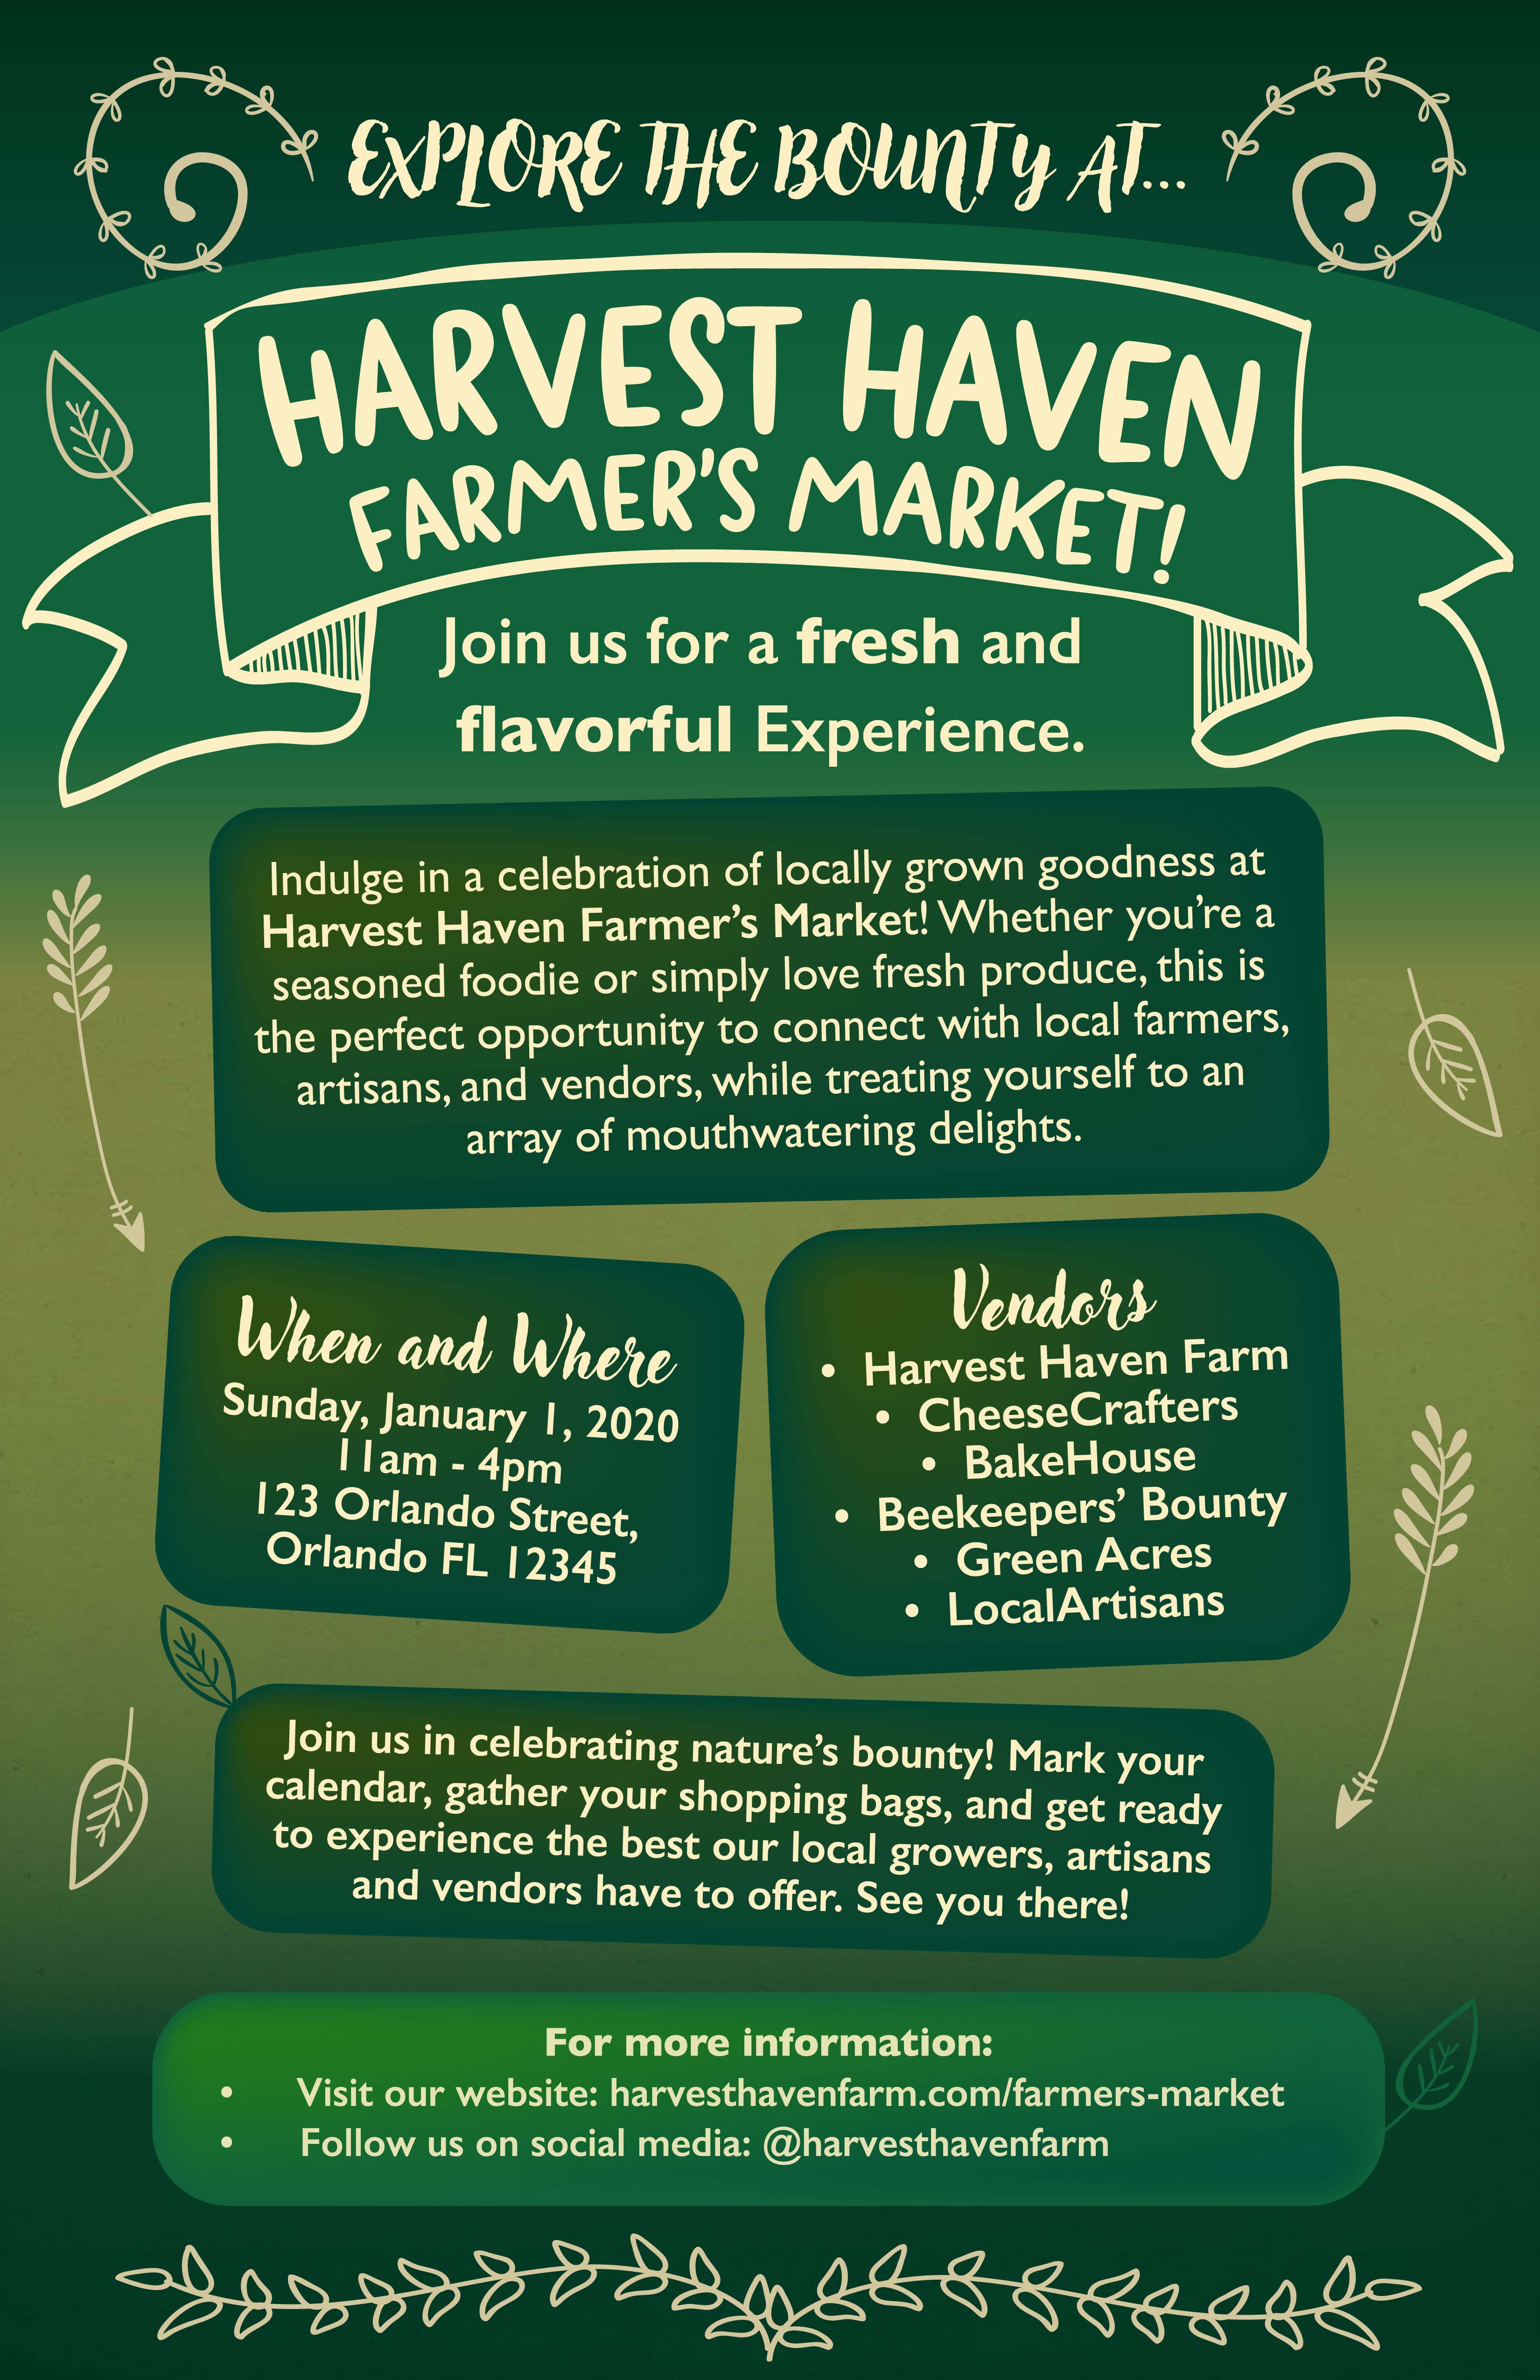 EXPLORE THE BOUNTY AT...
HARVEST HAVEN
FARMER'S MARKET!
Join us for a fresh and
flavorful Experience.
Indulge in a celebration of locally grown goodness at
Harvest Haven Farmer's Market! Whether you're a
seasoned foodie or simply love fresh produce, this is
the perfect opportunity to connect with local farmers,
artisans, and vendors, while treating yourself to an
array of mouthwatering delights.
When and Where
Sunday, January 1, 2020
11am - 4pm
123 Orlando Street,
Orlando FL 12345
Vendors
• Harvest Haven Farm
• CheeseCrafters
• BakeHouse
• Beekeepers' Bounty
• Green Acres
• LocalArtisans
Join us in celebrating nature's bounty! Mark your
calendar, gather your shopping bags, and get ready
to experience the best our local growers, artisans
and vendors have to offer. See you there!
For more information:
• Visit our website: harvesthavenfarm.com/farmers-market
• Follow us on social media: @harvesthavenfarm